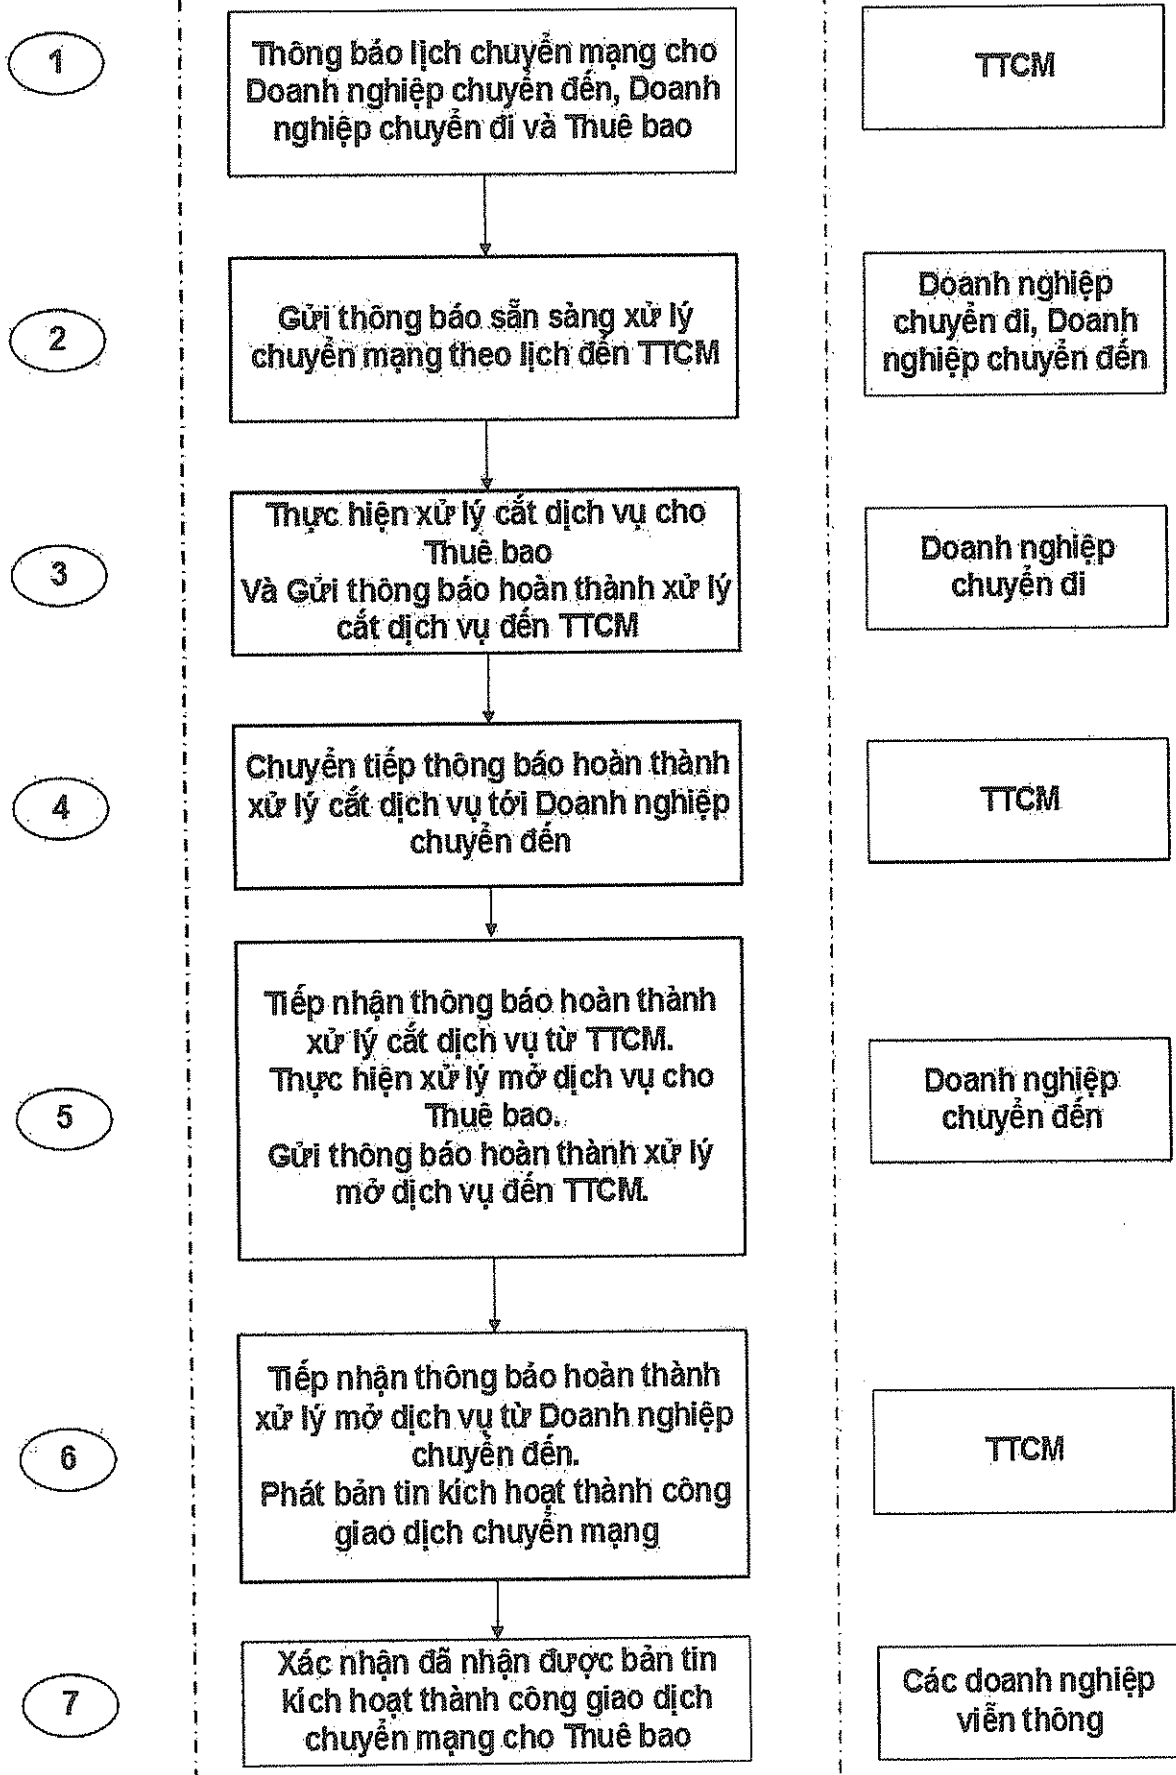 1
Thông báo lịch chuyển mạng cho
Doanh nghiệp chuyển đến, Doanh
nghiệp chuyển đi và Thuê bao
TTCM
2
Gửi thông báo sẵn sàng xử lý
chuyển mạng theo lịch đến TTCM
Doanh nghiệp
chuyển đi, Doanh
nghiệp chuyển đến
3
Thực hiện xử lý cắt dịch vụ cho
Thuê bao
Và Gửi thông báo hoàn thành xử lý
cắt dịch vụ đến TTCM
Doanh nghiệp
chuyển đi
4
Chuyển tiếp thông báo hoàn thành
xử lý cắt dịch vụ tới Doanh nghiệp
chuyển đến
TTCM
5
Tiếp nhận thông báo hoàn thành
xử lý cắt dịch vụ từ TTCM.
Thực hiện xử lý mở dịch vụ cho
Thuê bao.
Gửi thông báo hoàn thành xử lý
mở dịch vụ đến TTCM.
Doanh nghiệp
chuyển đến
6
Tiếp nhận thông báo hoàn thành
xử lý mở dịch vụ từ Doanh nghiệp
chuyển đến.
Phát bản tin kích hoạt thành công
giao dịch chuyển mạng
TTCM
7
Xác nhận đã nhận được bản tin
kích hoạt thành công giao dịch
chuyển mạng cho Thuê bao
Các doanh nghiệp
viễn thông